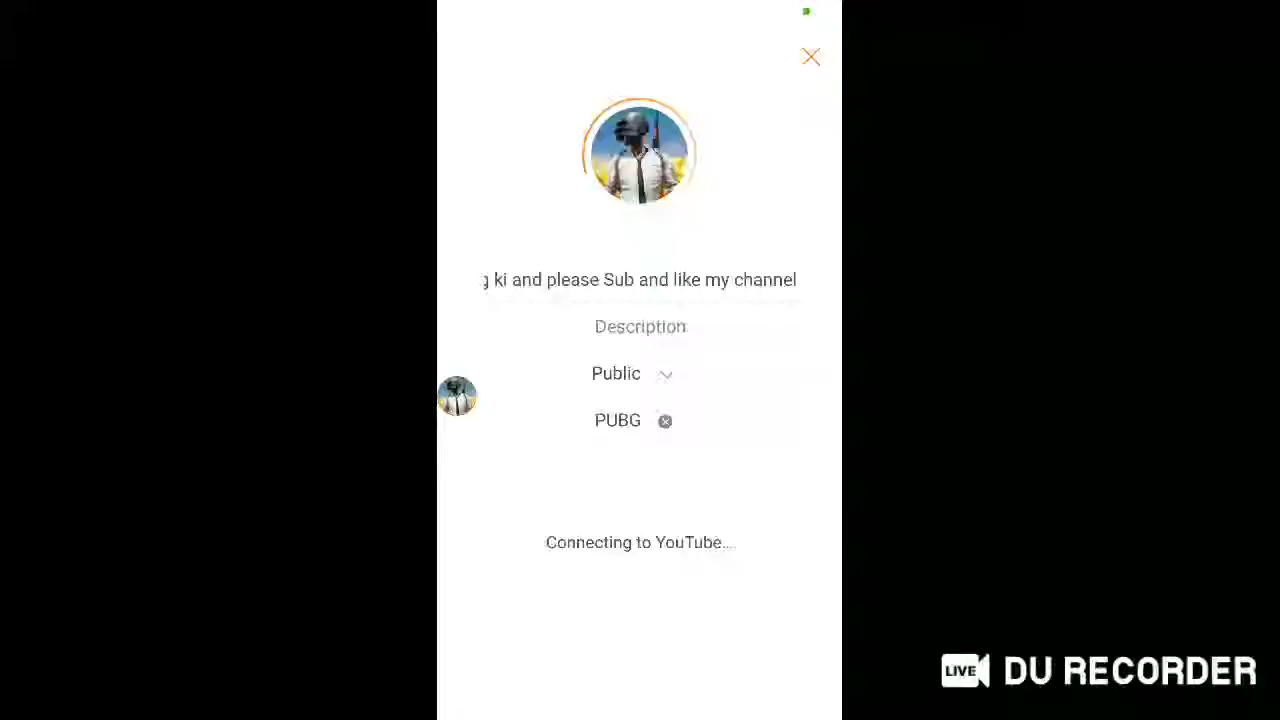 g ki and please Sub and like my channel
Description
Public
PUBG
Connecting to YouTube...
LIVE DU RECORDER